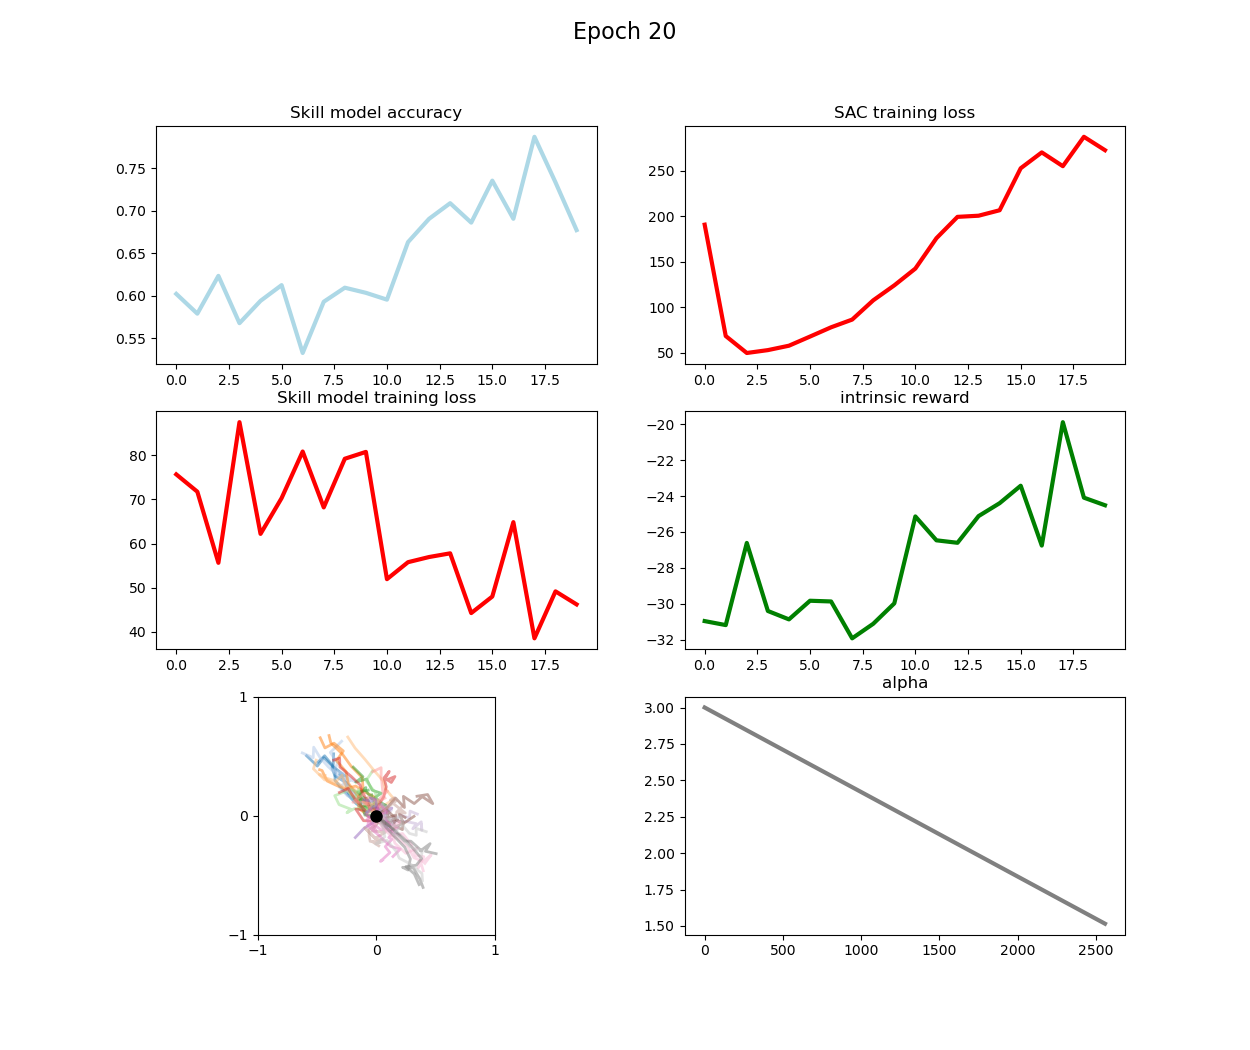 Epoch 20
Skill model accuracy
0.75
0.70
0.65
0.60
0.55
0.0 2.5 5.0 7.5 10.0 12.5 15.0 17.5
SAC training loss
250
200
150
100
50
0.0 2.5 5.0 7.5 10.0 12.5 15.0 17.5
Skill model training loss
80
70
60
50
40
0.0 2.5 5.0 7.5 10.0 12.5 15.0 17.5
intrinsic reward
−20
−22
−24
−26
−28
−30
−32
0.0 2.5 5.0 7.5 10.0 12.5 15.0 17.5
1
0
−1
−1 0 1
alpha
3.00
2.75
2.50
2.25
2.00
1.75
1.50
0 500 1000 1500 2000 2500